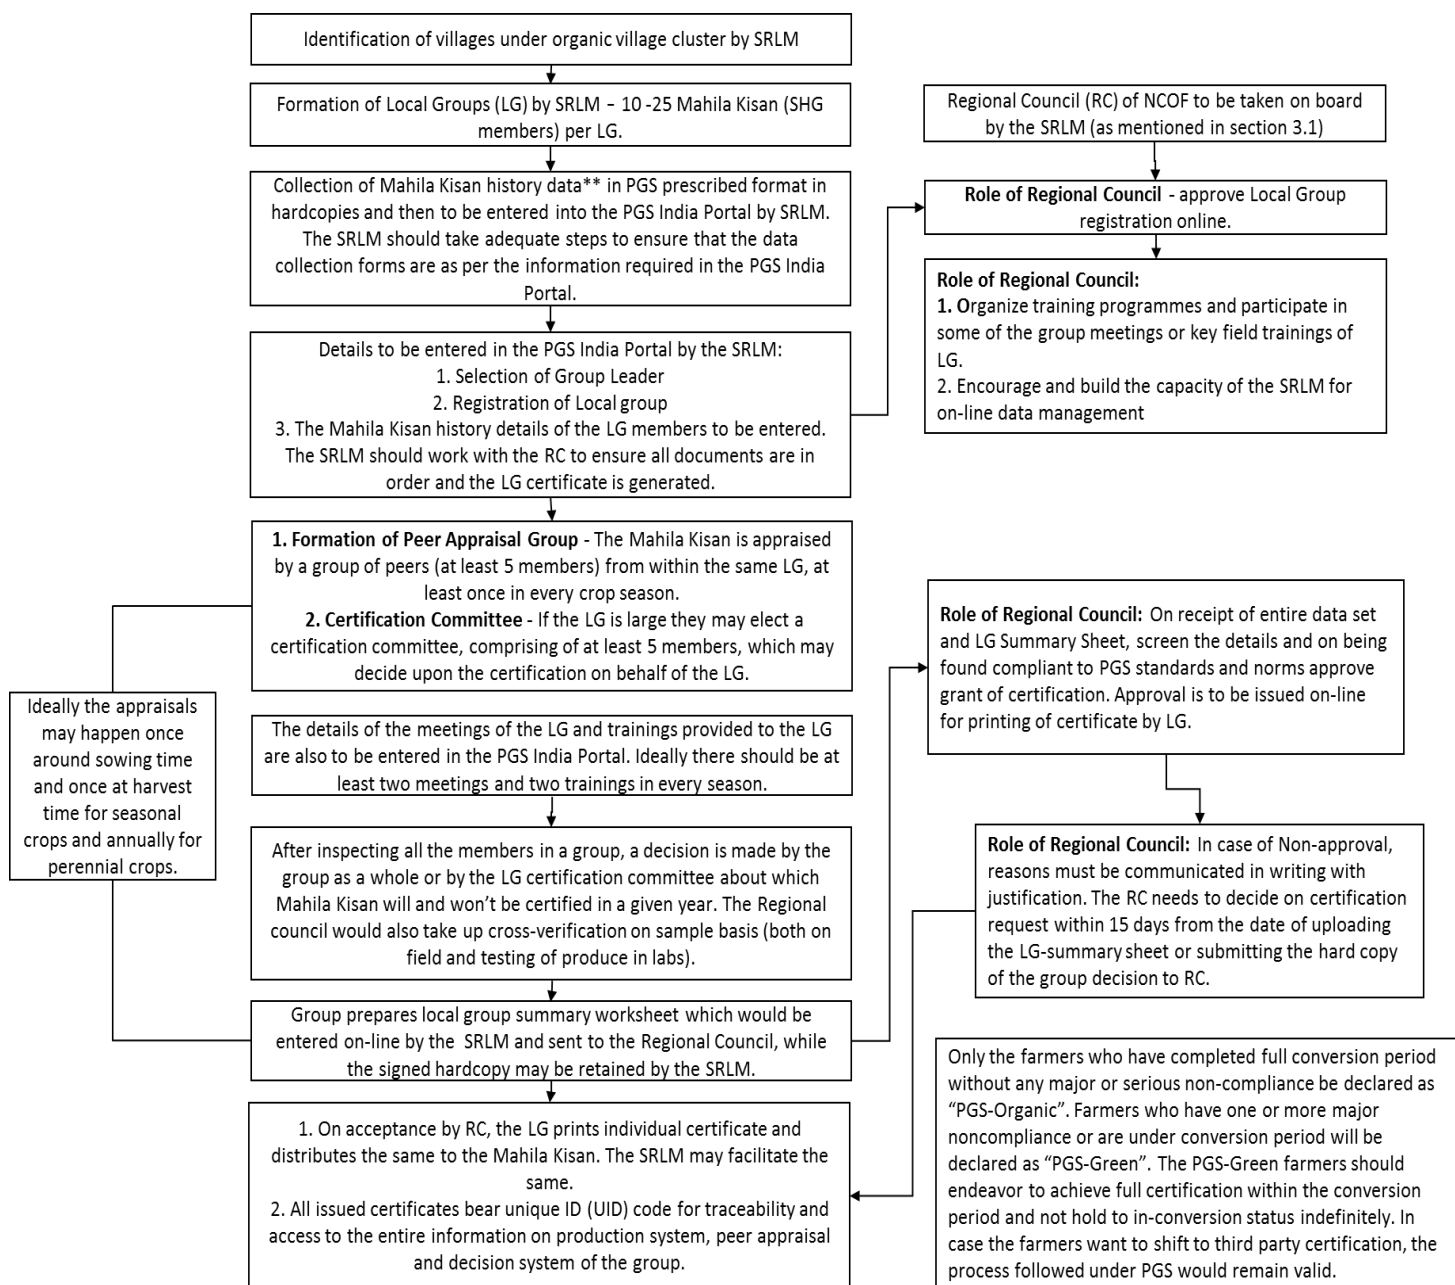 Identification of villages under organic village cluster by SRLM
Formation of Local Groups (LG) by SRLM – 10 -25 Mahila Kisan (SHG
members) per LG.
Collection of Mahila Kisan history data** in PGS prescribed format in
hardcopies and then to be entered into the PGS India Portal by SRLM.
The SRLM should take adequate steps to ensure that the data
collection forms are as per the information required in the PGS India
Portal.
Details to be entered in the PGS India Portal by the SRLM:
1. Selection of Group Leader
2. Registration of Local group
3. The Mahila Kisan history details of the LG members to be entered.
The SRLM should work with the RC to ensure all documents are in
order and the LG certificate is generated.
Regional Council (RC) of NCOF to be taken on board
by the SRLM (as mentioned in section 3.1)
Role of Regional Council - approve Local Group
registration online.
Role of Regional Council:
1. Organize training programmes and participate in
some of the group meetings or key field trainings of
LG.
2. Encourage and build the capacity of the SRLM for
on-line data management
1. Formation of Peer Appraisal Group - The Mahila Kisan is appraised
by a group of peers (at least 5 members) from within the same LG, at
least once in every crop season.
2. Certification Committee - If the LG is large they may elect a
certification committee, comprising of at least 5 members, which may
decide upon the certification on behalf of the LG.
Ideally the appraisals
may happen once
around sowing time
and once at harvest
time for seasonal
crops and annually for
perennial crops.
The details of the meetings of the LG and trainings provided to the LG
are also to be entered in the PGS India Portal. Ideally there should be at
least two meetings and two trainings in every season.
After inspecting all the members in a group, a decision is made by the
group as a whole or by the LG certification committee about which
Mahila Kisan will and won't be certified in a given year. The Regional
council would also take up cross-verification on sample basis (both on
field and testing of produce in labs).
Group prepares local group summary worksheet which would be
entered on-line by the SRLM and sent to the Regional Council, while
the signed hardcopy may be retained by the SRLM.
1. On acceptance by RC, the LG prints individual certificate and
distributes the same to the Mahila Kisan. The SRLM may facilitate the
same.
2. All issued certificates bear unique ID (UID) code for traceability and
access to the entire information on production system, peer appraisal
and decision system of the group.
Role of Regional Council: On receipt of entire data set
and LG Summary Sheet, screen the details and on being
found compliant to PGS standards and norms approve
grant of certification. Approval is to be issued on-line
for printing of certificate by LG.
Role of Regional Council: In case of Non-approval,
reasons must be communicated in writing with
justification. The RC needs to decide on certification
request within 15 days from the date of uploading
the LG-summary sheet or submitting the hard copy
of the group decision to RC.
Only the farmers who have completed full conversion period
without any major or serious non-compliance be declared as
“PGS-Organic”. Farmers who have one or more major
noncompliance or are under conversion period will be
declared as “PGS-Green”. The PGS-Green farmers should
endeavor to achieve full certification within the conversion
period and not hold to in-conversion status indefinitely. In
case the farmers want to shift to third party certification, the
process followed under PGS would remain valid.